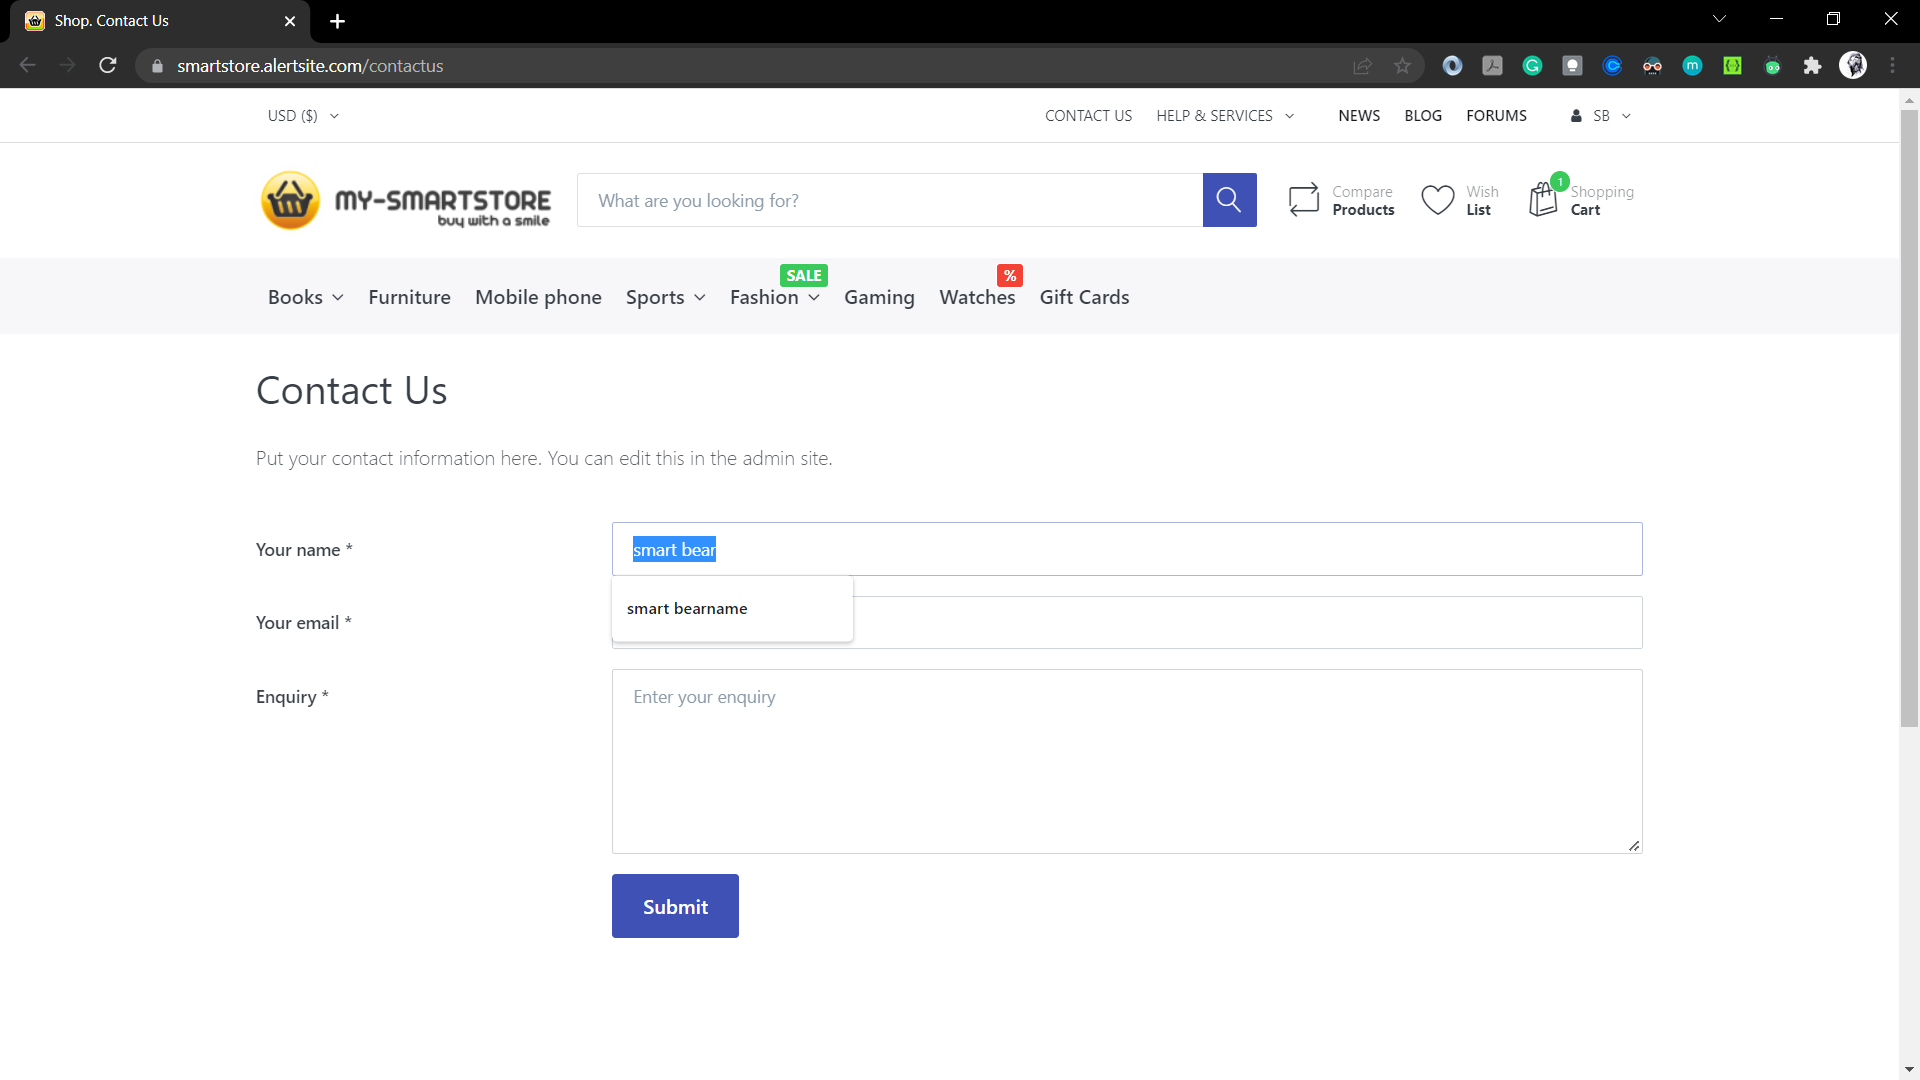 Shop. Contact Us
smartstore.alertsite.com/contactus
USD ($)
CONTACT US
HELP & SERVICES
NEWS
BLOG
FORUMS
SB
MY-SMARTSTORE
buy with a smile
What are you looking for?
Compare
Products
Wish
List
1
Shopping
Cart
SALE
%
Books
Furniture
Mobile phone
Sports
Fashion
Gaming
Watches
Gift Cards
Contact Us
Put your contact information here. You can edit this in the admin site.
Your name *
smart bear
smart bearname
Your email *
Enquiry *
Enter your enquiry
Submit